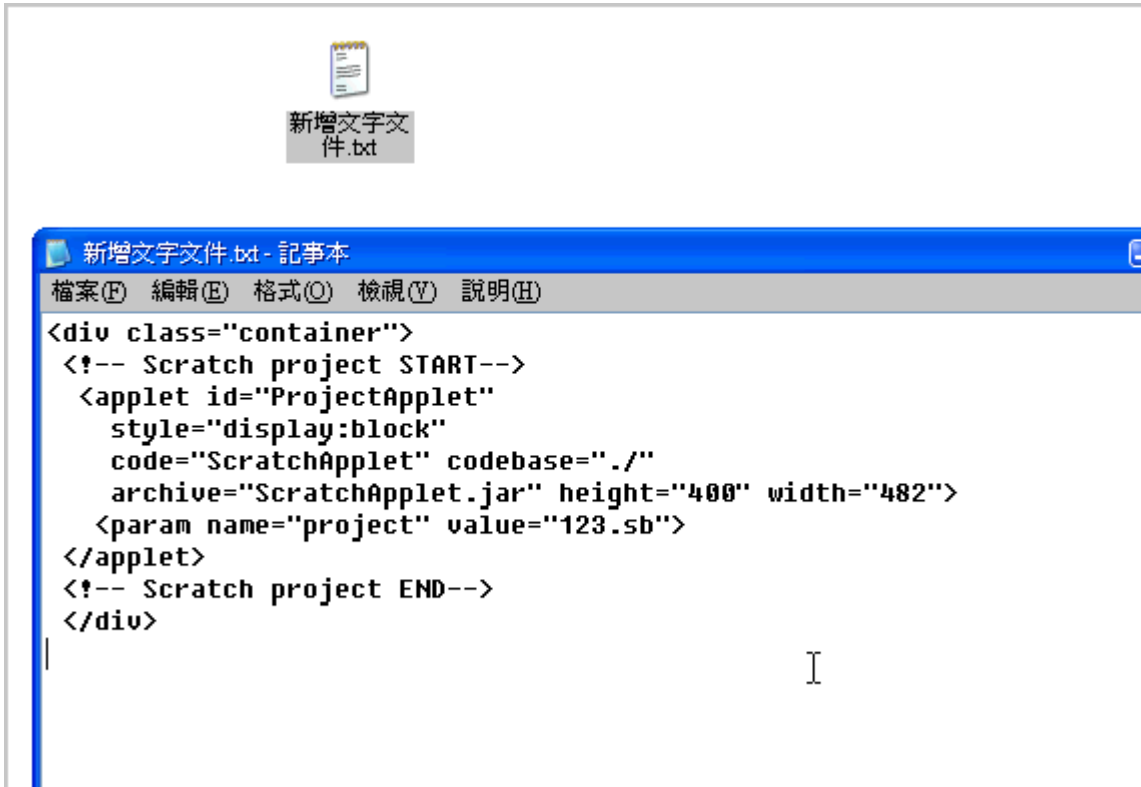 新增文字文
件.txt
新增文字文件.txt - 記事本
檔案(F) 編輯(E) 格式(O) 檢視(V) 說明(H)
<div class="container">
<!-- Scratch project START-->
<applet id="ProjectApplet"
style="display:block"
code="ScratchApplet" codebase="./"
archive="ScratchApplet.jar" height="400" width="482">
<param name="project" value="123.sb">
</applet>
<!-- Scratch project END-->
</div>